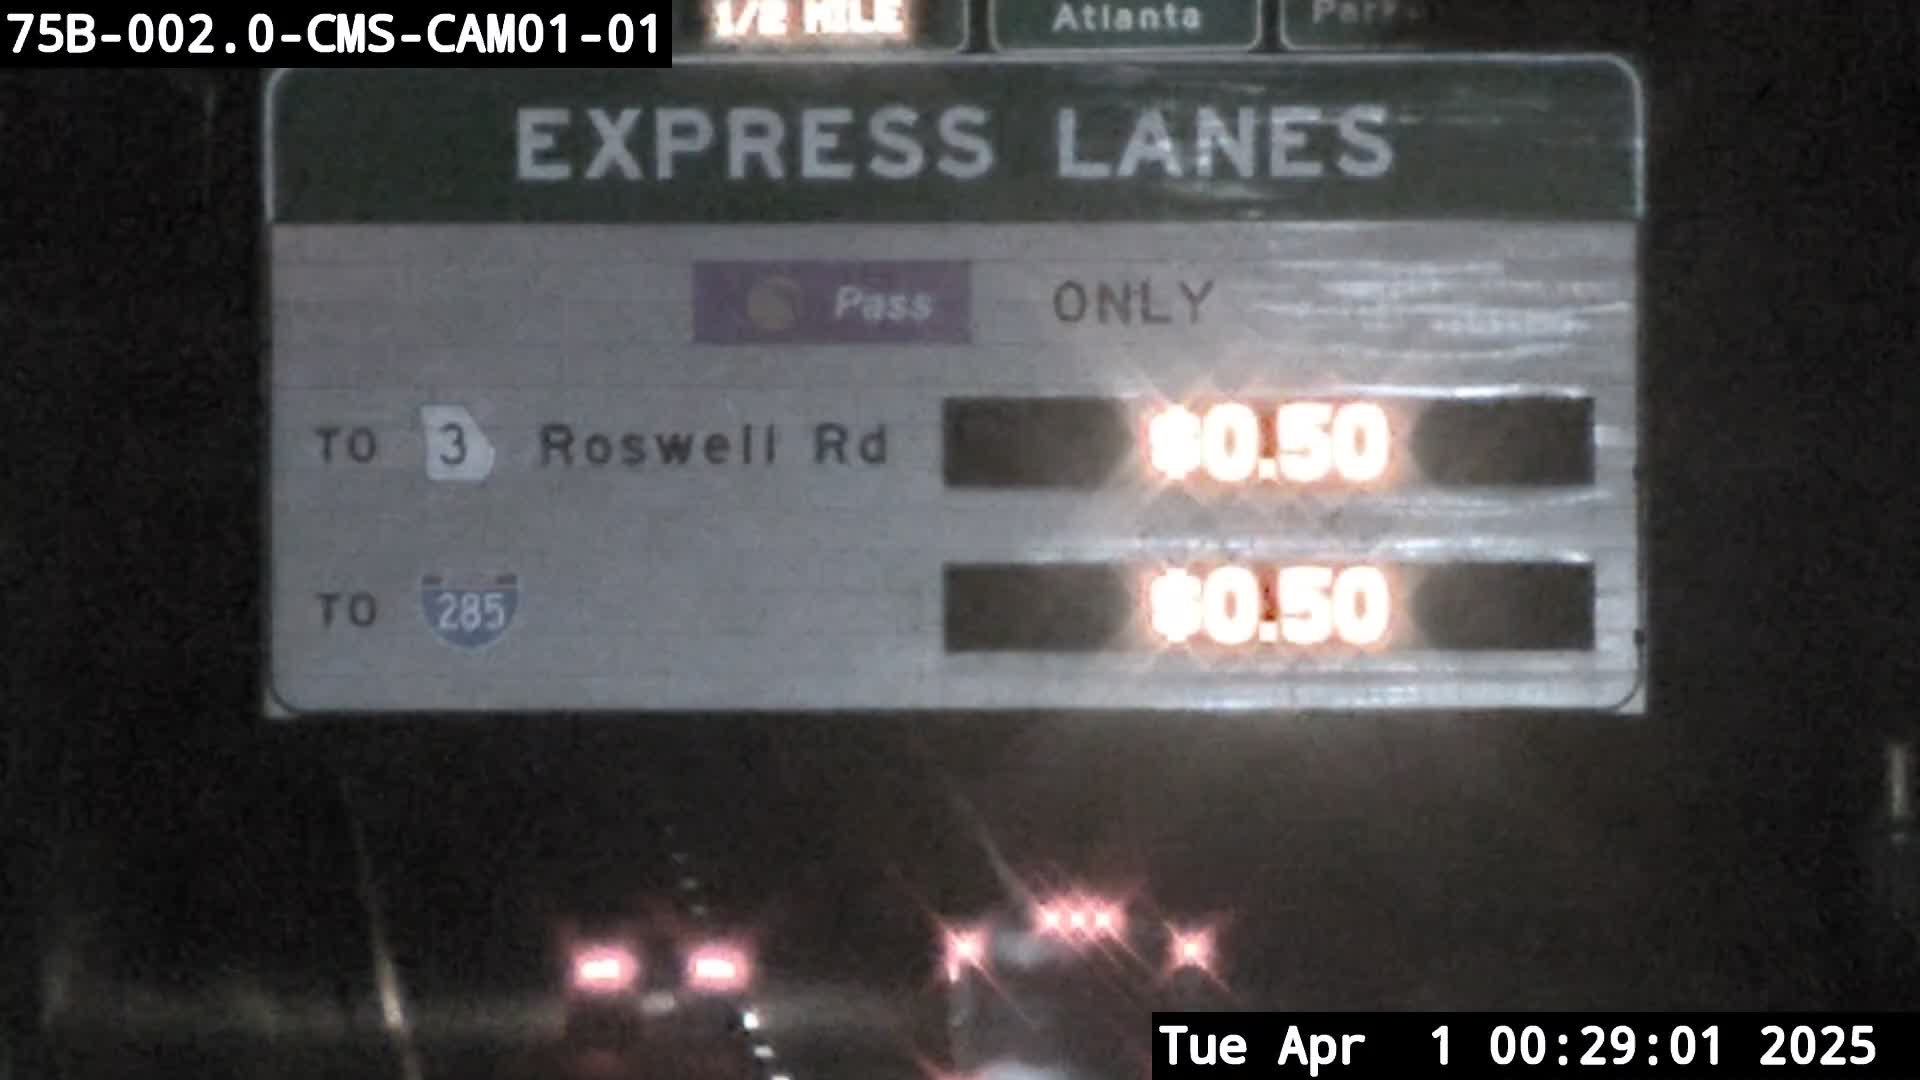 75B-002.0-CMS-CAM01-01
1/2 MILE
Atlanta
EXPRESS LANES
Pass ONLY
TO 3 Roswell Rd $0.50
TO 285 $0.50
Tue Apr 1 00:29:01 2025